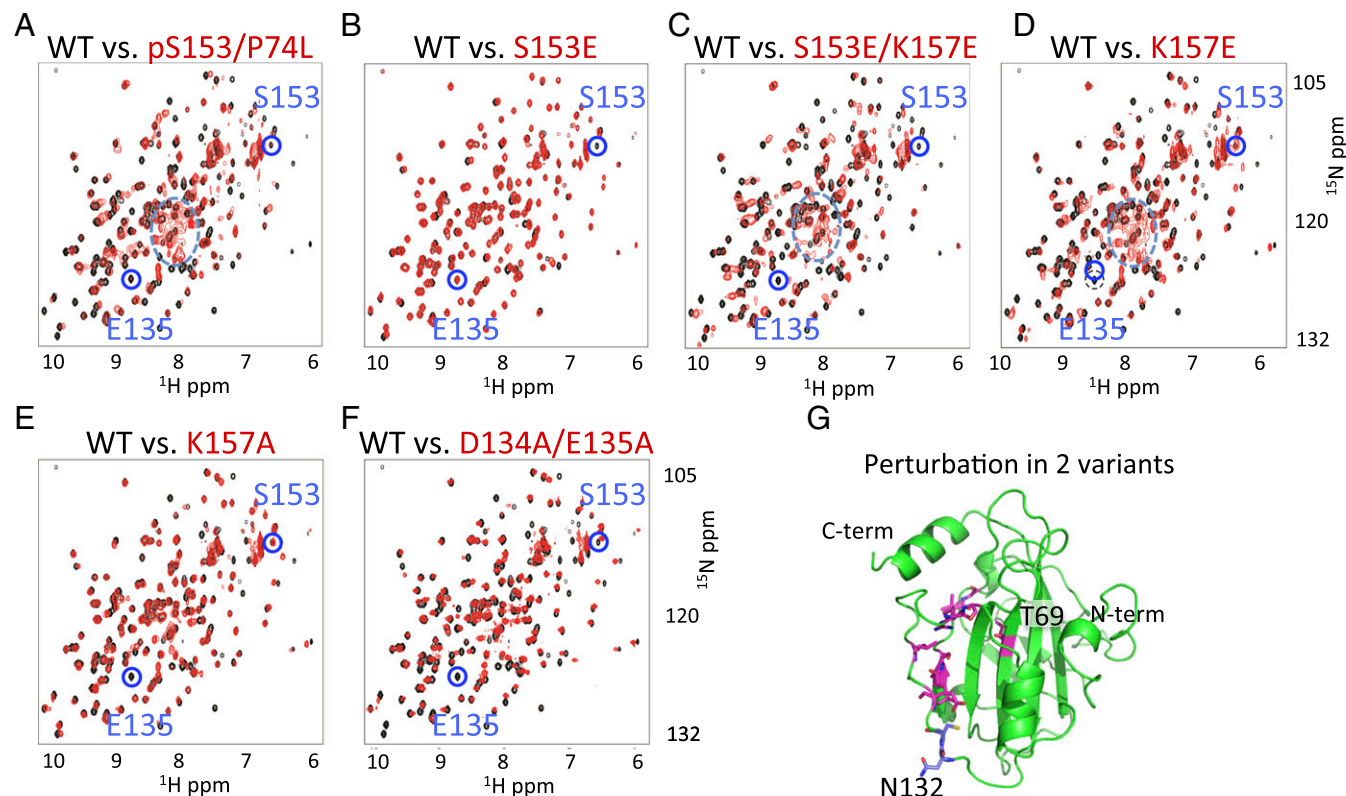 A
WT vs. pS153/P74L
S153
E135
10 9 8 7 6
¹H ppm
B
WT vs. S153E
S153
E135
10 9 8 7 6
¹H ppm
C
WT vs. S153E/K157E
S153
E135
10 9 8 7 6
¹H ppm
D
WT vs. K157E
S153
E135
10 9 8 7 6
¹H ppm
105
120
132
¹⁵N ppm
E
WT vs. K157A
S153
E135
10 9 8 7 6
¹H ppm
F
WT vs. D134A/E135A
S153
E135
10 9 8 7 6
¹H ppm
105
120
132
¹⁵N ppm
G
Perturbation in 2 variants
C-term
T69
N-term
N132